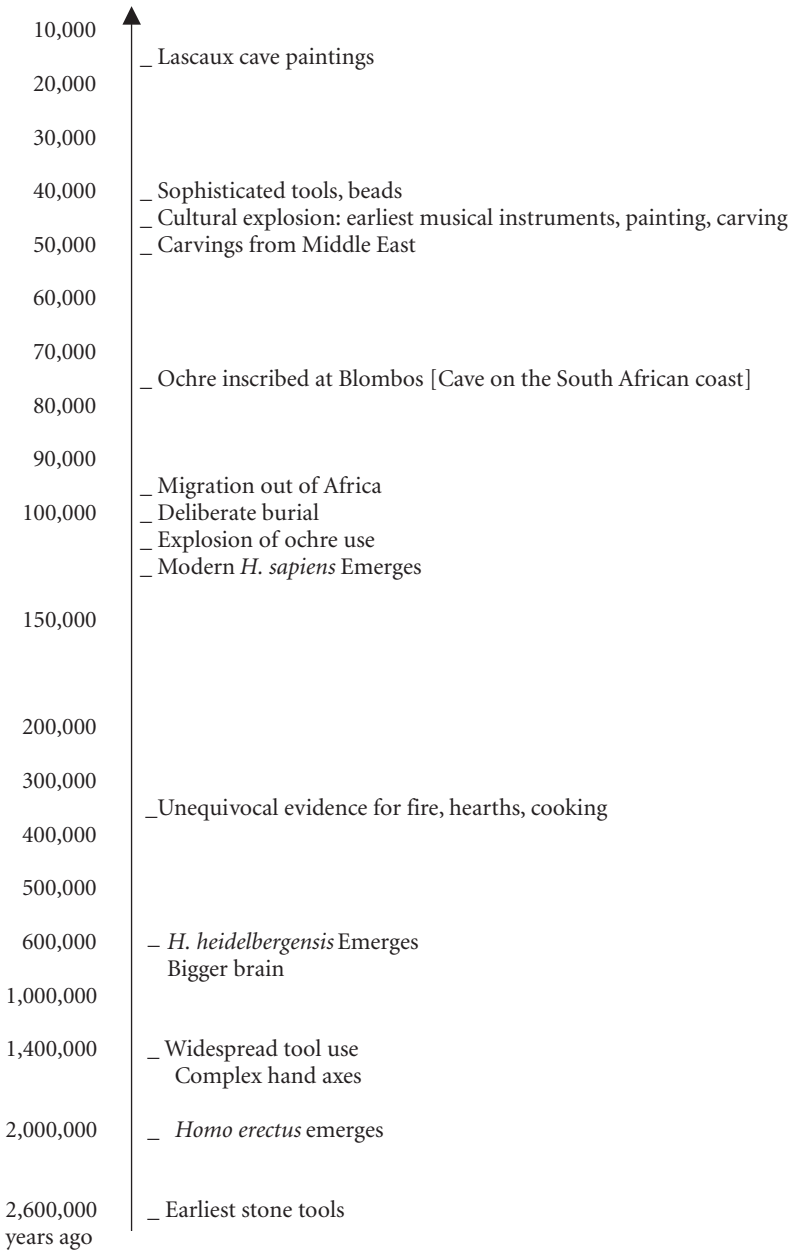 10,000
_ Lascaux cave paintings
20,000
30,000
40,000 _ Sophisticated tools, beads
_ Cultural explosion: earliest musical instruments, painting, carving
50,000 _ Carvings from Middle East
60,000
70,000
_ Ochre inscribed at Blombos [Cave on the South African coast]
80,000
90,000
_ Migration out of Africa
100,000 _ Deliberate burial
_ Explosion of ochre use
_ Modern H. sapiens Emerges
150,000
200,000
300,000
_Unequivocal evidence for fire, hearths, cooking
400,000
500,000
600,000 – H. heidelbergensis Emerges
Bigger brain
1,000,000
1,400,000 _ Widespread tool use
Complex hand axes
2,000,000 _ Homo erectus emerges
2,600,000 _ Earliest stone tools
years ago